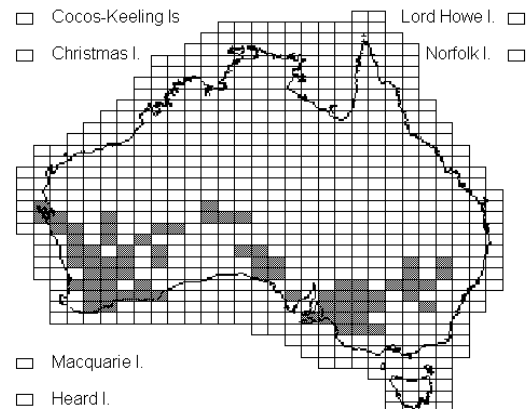 Cocos-Keeling Is
Lord Howe I.
Christmas I.
Norfolk I.
Macquarie I.
Heard I.